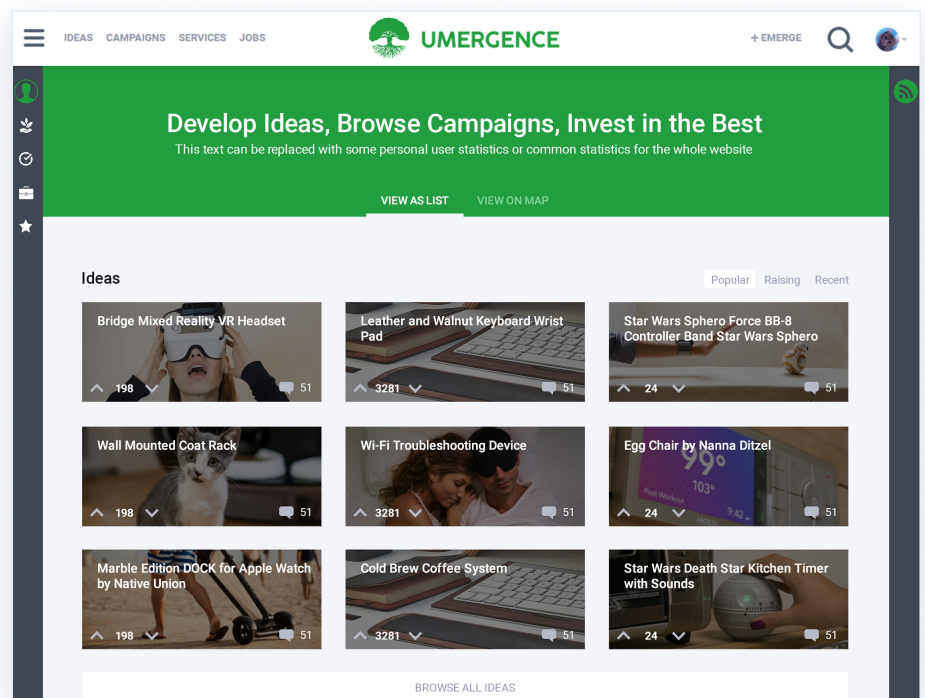 IDEAS CAMPAIGNS SERVICES JOBS
UMERGENCE
+ EMERGE
Develop Ideas, Browse Campaigns, Invest in the Best
This text can be replaced with some personal user statistics or common statistics for the whole website
VIEW AS LIST VIEW ON MAP
Ideas
Popular Raising Recent
Bridge Mixed Reality VR Headset
198 51
Leather and Walnut Keyboard Wrist
Pad
3281 51
Star Wars Sphero Force BB-8
Controller Band Star Wars Sphero
24 51
Wall Mounted Coat Rack
198 51
Wi-Fi Troubleshooting Device
3281 51
Egg Chair by Nanna Ditzel
99°
103°
Post Workout
9:42
24 51
Marble Edition DOCK for Apple Watch
by Native Union
198 51
Cold Brew Coffee System
3281 51
Star Wars Death Star Kitchen Timer
with Sounds
24 51
BROWSE ALL IDEAS